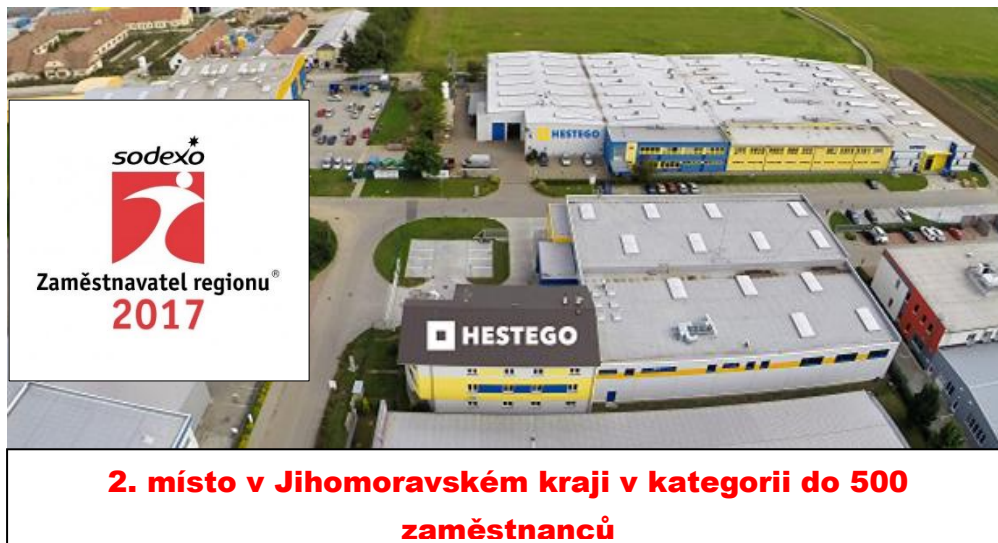 sodexo
Zaměstnavatel regionu®
2017
HESTEGO
HESTEGO
2. místo v Jihomoravském kraji v kategorii do 500
zaměstnanců